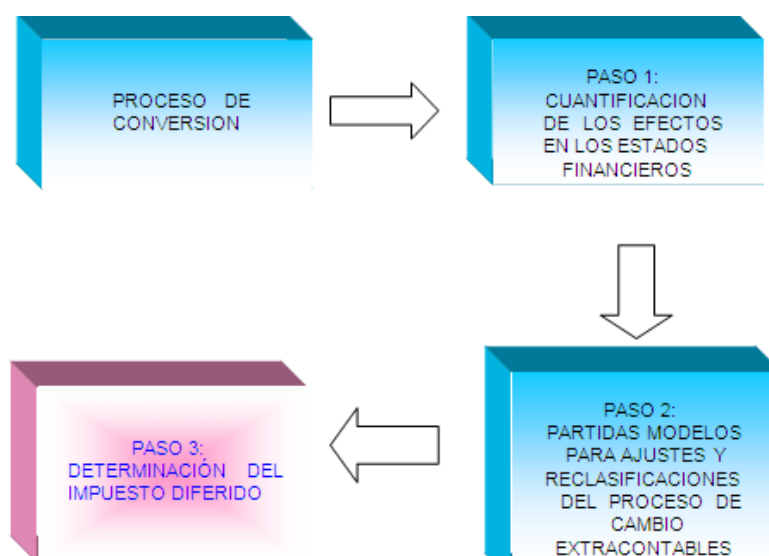 PROCESO DE
CONVERSION
PASO 1:
CUANTIFICACION
DE LOS EFECTOS
EN LOS ESTADOS
FINANCIEROS
PASO 2:
PARTIDAS MODELOS
PARA AJUSTES Y
RECLASIFICACIONES
DEL PROCESO DE
CAMBIO
EXTRACONTABLES
PASO 3:
DETERMINACIÓN DEL
IMPUESTO DIFERIDO